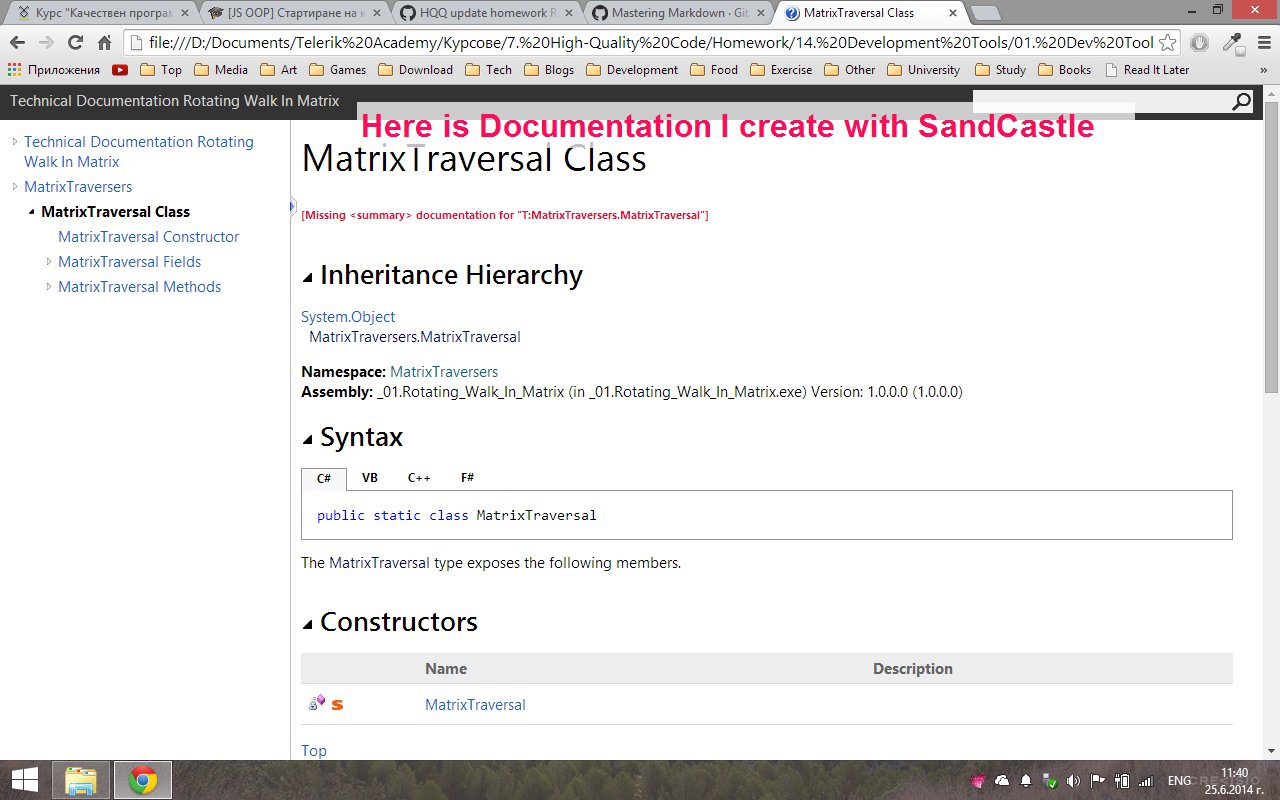 Курс "Качествен програм
[JS OOP] Стартиране на к
HQQ update homework R
Mastering Markdown · Git
MatrixTraversal Class
file:///D:/Documents/Telerik%20Academy/Курсове/7.%20High-Quality%20Code/Homework/14.%20Development%20Tools/01.%20Dev%20Tool
Приложения Top Media Art Games Download Tech Blogs Development Food Exercise Other University Study Books Read It Later »
Technical Documentation Rotating Walk In Matrix
Here is Documentation I create with SandCastle
Technical Documentation Rotating
Walk In Matrix
MatrixTraversers
MatrixTraversal Class
MatrixTraversal Constructor
MatrixTraversal Fields
MatrixTraversal Methods
MatrixTraversal Class
[Missing <summary> documentation for "T:MatrixTraversers.MatrixTraversal"]
Inheritance Hierarchy
System.Object
MatrixTraversers.MatrixTraversal
Namespace: MatrixTraversers
Assembly: _01.Rotating_Walk_In_Matrix (in _01.Rotating_Walk_In_Matrix.exe) Version: 1.0.0.0 (1.0.0.0)
Syntax
C# VB C++ F#
public static class MatrixTraversal
The MatrixTraversal type exposes the following members.
Constructors
Name Description
MatrixTraversal
Top
ENG
11:40
25.6.2014 г.